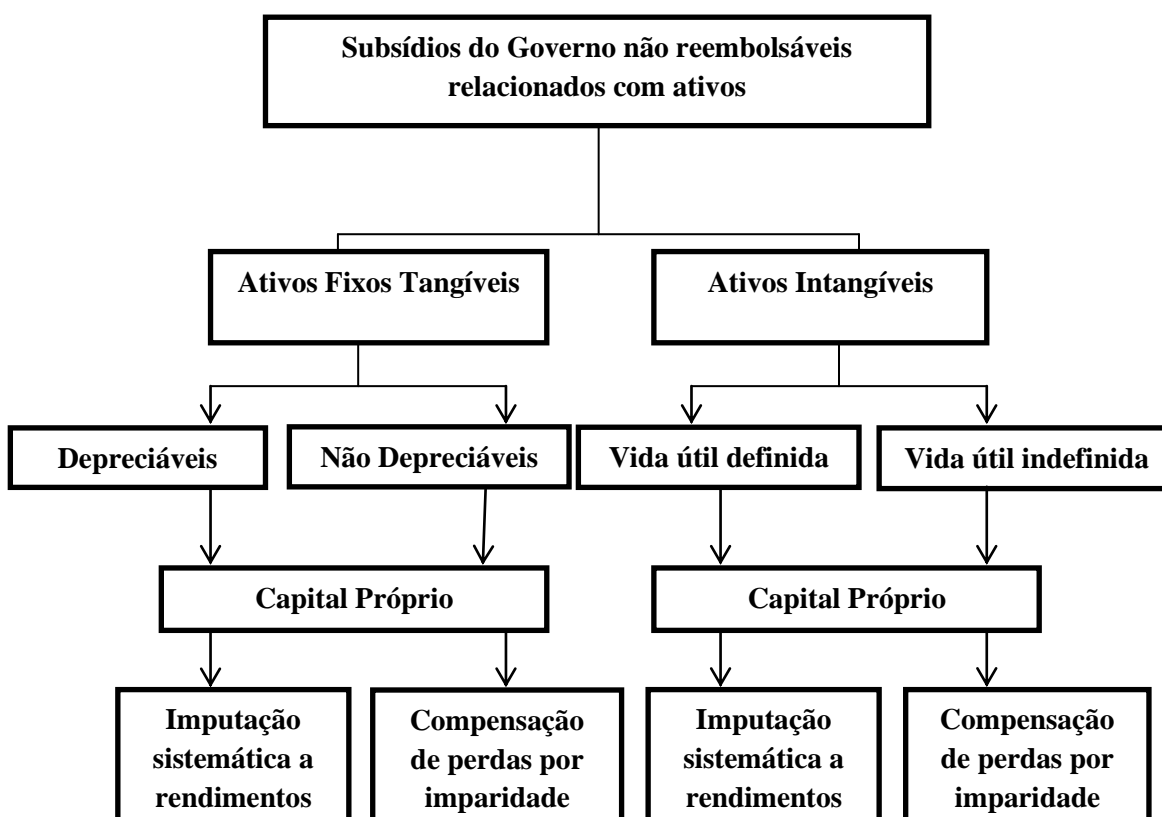 Subsídios do Governo não reembolsáveis
relacionados com ativos
Ativos Fixos Tangíveis
Ativos Intangíveis
Depreciáveis
Não Depreciáveis
Vida útil definida
Vida útil indefinida
Capital Próprio
Capital Próprio
Imputação
sistemática a
rendimentos
Compensação
de perdas por
imparidade
Imputação
sistemática a
rendimentos
Compensação
de perdas por
imparidade